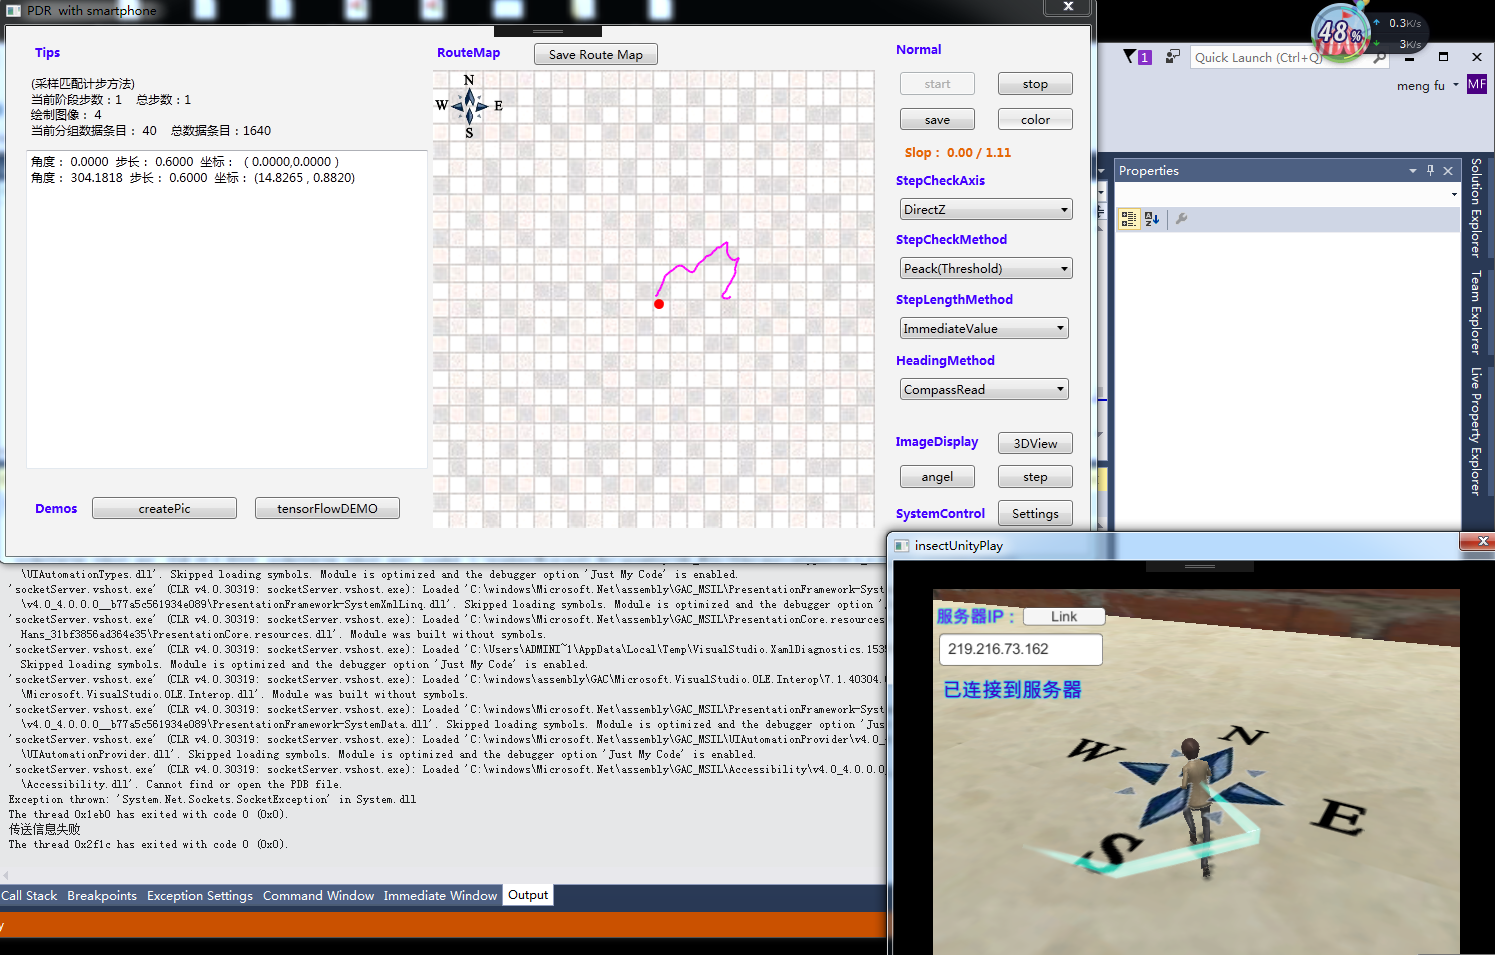 PDR  with smartphone
Tips
(采样匹配计步方法)
当前阶段步数：1    总步数：1
绘制图像： 4
当前分组数据条目： 40    总数据条目：1640
角度： 0.0000  步长： 0.6000  坐标： ( 0.0000,0.0000 )
角度： 304.1818  步长： 0.6000  坐标： (14.8265 , 0.8820)
Demos
createPic
tensorFlowDEMO
RouteMap
Save Route Map
N
W
E
S
Normal
start
stop
save
color
Slop： 0.00 / 1.11
StepCheckAxis
DirectZ
StepCheckMethod
Peack(Threshold)
StepLengthMethod
ImmediateValue
HeadingMethod
CompassRead
ImageDisplay
3DView
angel
step
SystemControl
Settings
48%
0.3K/s
3K/s
1
Quick Launch (Ctrl+Q)
meng fu
MF
Properties
Solution Explorer
Team Explorer
Live Property Explorer
\UIAutomationTypes.dll'. Skipped loading symbols. Module is optimized and the debugger option 'Just My Code' is enabled.
'socketServer.vshost.exe' (CLR v4.0.30319: socketServer.vshost.exe): Loaded 'C:\windows\Microsoft.Net\assembly\GAC_MSIL\PresentationFramework-Syst
\v4.0_4.0.0.0__b77a5c561934e089\PresentationFramework-SystemXmlLinq.dll'. Skipped loading symbols. Module is optimized and the debugger option '
'socketServer.vshost.exe' (CLR v4.0.30319: socketServer.vshost.exe): Loaded 'C:\windows\Microsoft.Net\assembly\GAC_MSIL\PresentationCore.resources
Hans_31bf3856ad364e35\PresentationCore.resources.dll'. Module was built without symbols.
'socketServer.vshost.exe' (CLR v4.0.30319: socketServer.vshost.exe): Loaded 'C:\Users\ADMINI~1\AppData\Local\Temp\VisualStudio.XamlDiagnostics.153
Skipped loading symbols. Module is optimized and the debugger option 'Just My Code' is enabled.
'socketServer.vshost.exe' (CLR v4.0.30319: socketServer.vshost.exe): Loaded 'C:\windows\assembly\GAC\Microsoft.VisualStudio.OLE.Interop\7.1.40304.
\Microsoft.VisualStudio.OLE.Interop.dll'. Module was built without symbols.
'socketServer.vshost.exe' (CLR v4.0.30319: socketServer.vshost.exe): Loaded 'C:\windows\Microsoft.Net\assembly\GAC_MSIL\PresentationFramework-Syst
\v4.0_4.0.0.0__b77a5c561934e089\PresentationFramework-SystemData.dll'. Skipped loading symbols. Module is optimized and the debugger option 'Jus
'socketServer.vshost.exe' (CLR v4.0.30319: socketServer.vshost.exe): Loaded 'C:\windows\Microsoft.Net\assembly\GAC_MSIL\UIAutomationProvider\v4.0_
\UIAutomationProvider.dll'. Skipped loading symbols. Module is optimized and the debugger option 'Just My Code' is enabled.
'socketServer.vshost.exe' (CLR v4.0.30319: socketServer.vshost.exe): Loaded 'C:\windows\Microsoft.Net\assembly\GAC_MSIL\Accessibility\v4.0_4.0.0.0_
\Accessibility.dll'. Cannot find or open the PDB file.
Exception thrown: 'System.Net.Sockets.SocketException' in System.dll
The thread 0x1eb0 has exited with code 0 (0x0).
传送信息失败
The thread 0x2f1c has exited with code 0 (0x0).
Call Stack
Breakpoints
Exception Settings
Command Window
Immediate Window
Output
y
insectUnityPlay
服务器IP：
Link
219.216.73.162
已连接到服务器
W
N
S
E